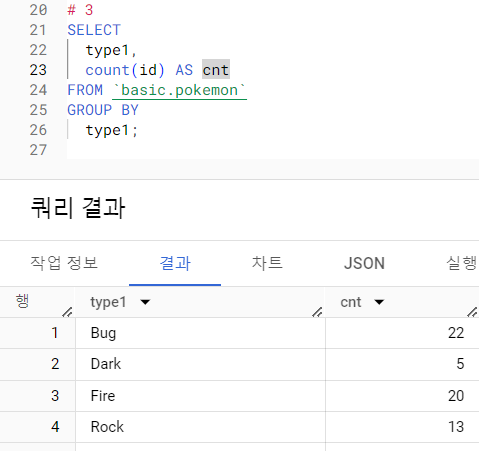 20 # 3
21 SELECT
22 type1,
23 count(id) AS cnt
24 FROM `basic.pokemon`
25 GROUP BY
26 type1;
27
쿼리 결과
작업 정보 결과 차트 JSON 실행
행 type1 cnt
1 Bug 22
2 Dark 5
3 Fire 20
4 Rock 13